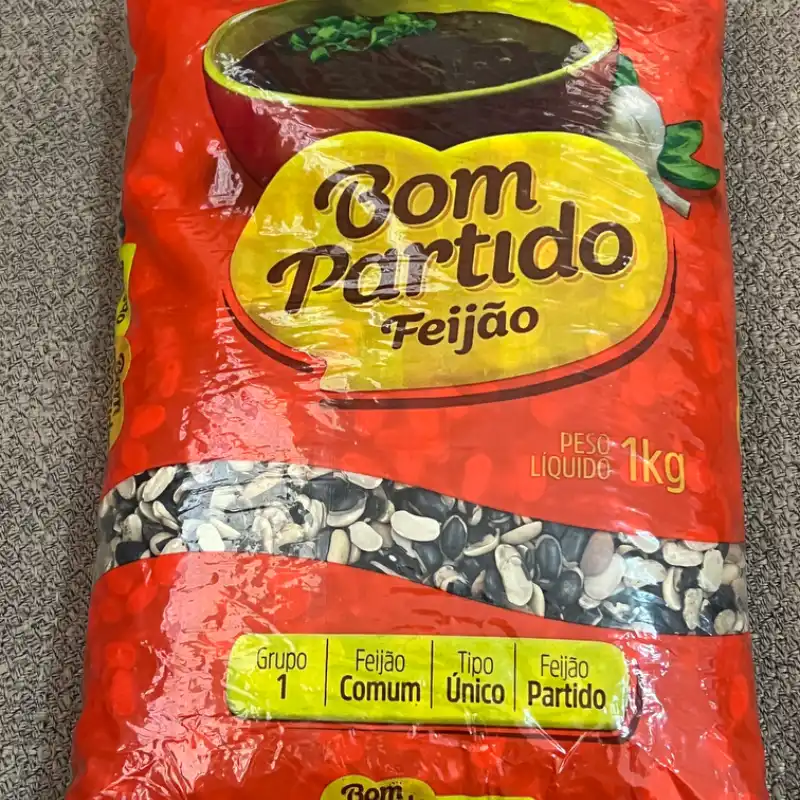 Bom
Partido
Feijão
PESO
LÍQUIDO 1kg
Grupo
1
Feijão
Comum
Tipo
Único
Feijão
Partido
Bom